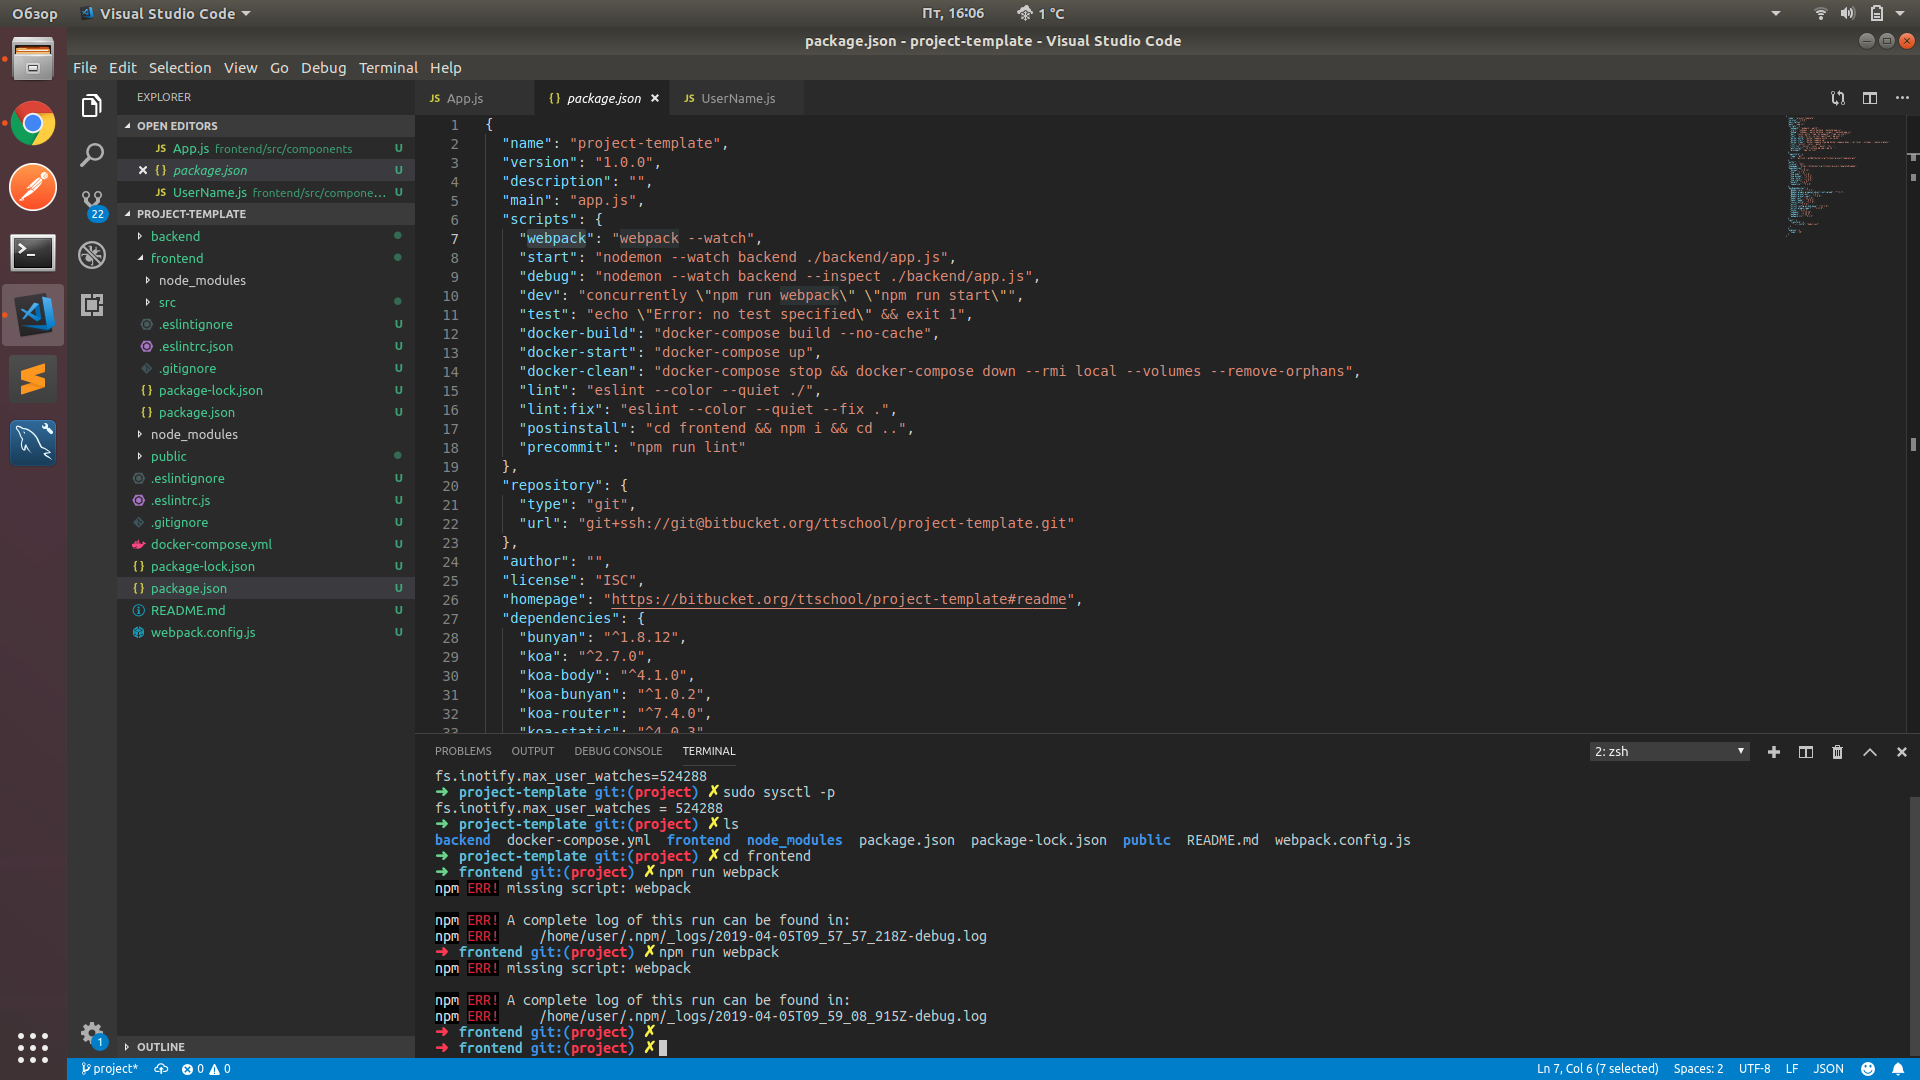 Обзор
Visual Studio Code
Пт, 16:06
1 °C
package.json - project-template - Visual Studio Code
File Edit Selection View Go Debug Terminal Help
EXPLORER
OPEN EDITORS
JS App.js frontend/src/components U
{} package.json U
JS UserName.js frontend/src/compone... U
PROJECT-TEMPLATE
backend
frontend
node_modules
src
.eslintignore U
.eslintrc.json U
.gitignore U
{} package-lock.json U
{} package.json U
node_modules
public
.eslintignore U
.eslintrc.js U
.gitignore U
docker-compose.yml U
{} package-lock.json U
{} package.json U
README.md U
webpack.config.js U
OUTLINE
22
1
JS App.js
{} package.json
JS UserName.js
1 {
2 "name": "project-template",
3 "version": "1.0.0",
4 "description": "",
5 "main": "app.js",
6 "scripts": {
7 "webpack": "webpack --watch",
8 "start": "nodemon --watch backend ./backend/app.js",
9 "debug": "nodemon --watch backend --inspect ./backend/app.js",
10 "dev": "concurrently \"npm run webpack\" \"npm run start\"",
11 "test": "echo \"Error: no test specified\" && exit 1",
12 "docker-build": "docker-compose build --no-cache",
13 "docker-start": "docker-compose up",
14 "docker-clean": "docker-compose stop && docker-compose down --rmi local --volumes --remove-orphans",
15 "lint": "eslint --color --quiet ./",
16 "lint:fix": "eslint --color --quiet --fix .",
17 "postinstall": "cd frontend && npm i && cd ..",
18 "precommit": "npm run lint"
19 },
20 "repository": {
21 "type": "git",
22 "url": "git+ssh://git@bitbucket.org/ttschool/project-template.git"
23 },
24 "author": "",
25 "license": "ISC",
26 "homepage": "https://bitbucket.org/ttschool/project-template#readme",
27 "dependencies": {
28 "bunyan": "^1.8.12",
29 "koa": "^2.7.0",
30 "koa-body": "^4.1.0",
31 "koa-bunyan": "^1.0.2",
32 "koa-router": "^7.4.0",
33 "koa-static": "^4.0.3"
PROBLEMS OUTPUT DEBUG CONSOLE TERMINAL
2: zsh
fs.inotify.max_user_watches=524288
➜ project-template git:(project) ✗ sudo sysctl -p
fs.inotify.max_user_watches = 524288
➜ project-template git:(project) ✗ ls
backend docker-compose.yml frontend node_modules package.json package-lock.json public README.md webpack.config.js
➜ project-template git:(project) ✗ cd frontend
➜ frontend git:(project) ✗ npm run webpack
npm ERR! missing script: webpack
npm ERR! A complete log of this run can be found in:
npm ERR! /home/user/.npm/_logs/2019-04-05T09_57_57_218Z-debug.log
➜ frontend git:(project) ✗ npm run webpack
npm ERR! missing script: webpack
npm ERR! A complete log of this run can be found in:
npm ERR! /home/user/.npm/_logs/2019-04-05T09_59_08_915Z-debug.log
➜ frontend git:(project) ✗
➜ frontend git:(project) ✗
project* 0 0
Ln 7, Col 6 (7 selected) Spaces: 2 UTF-8 LF JSON